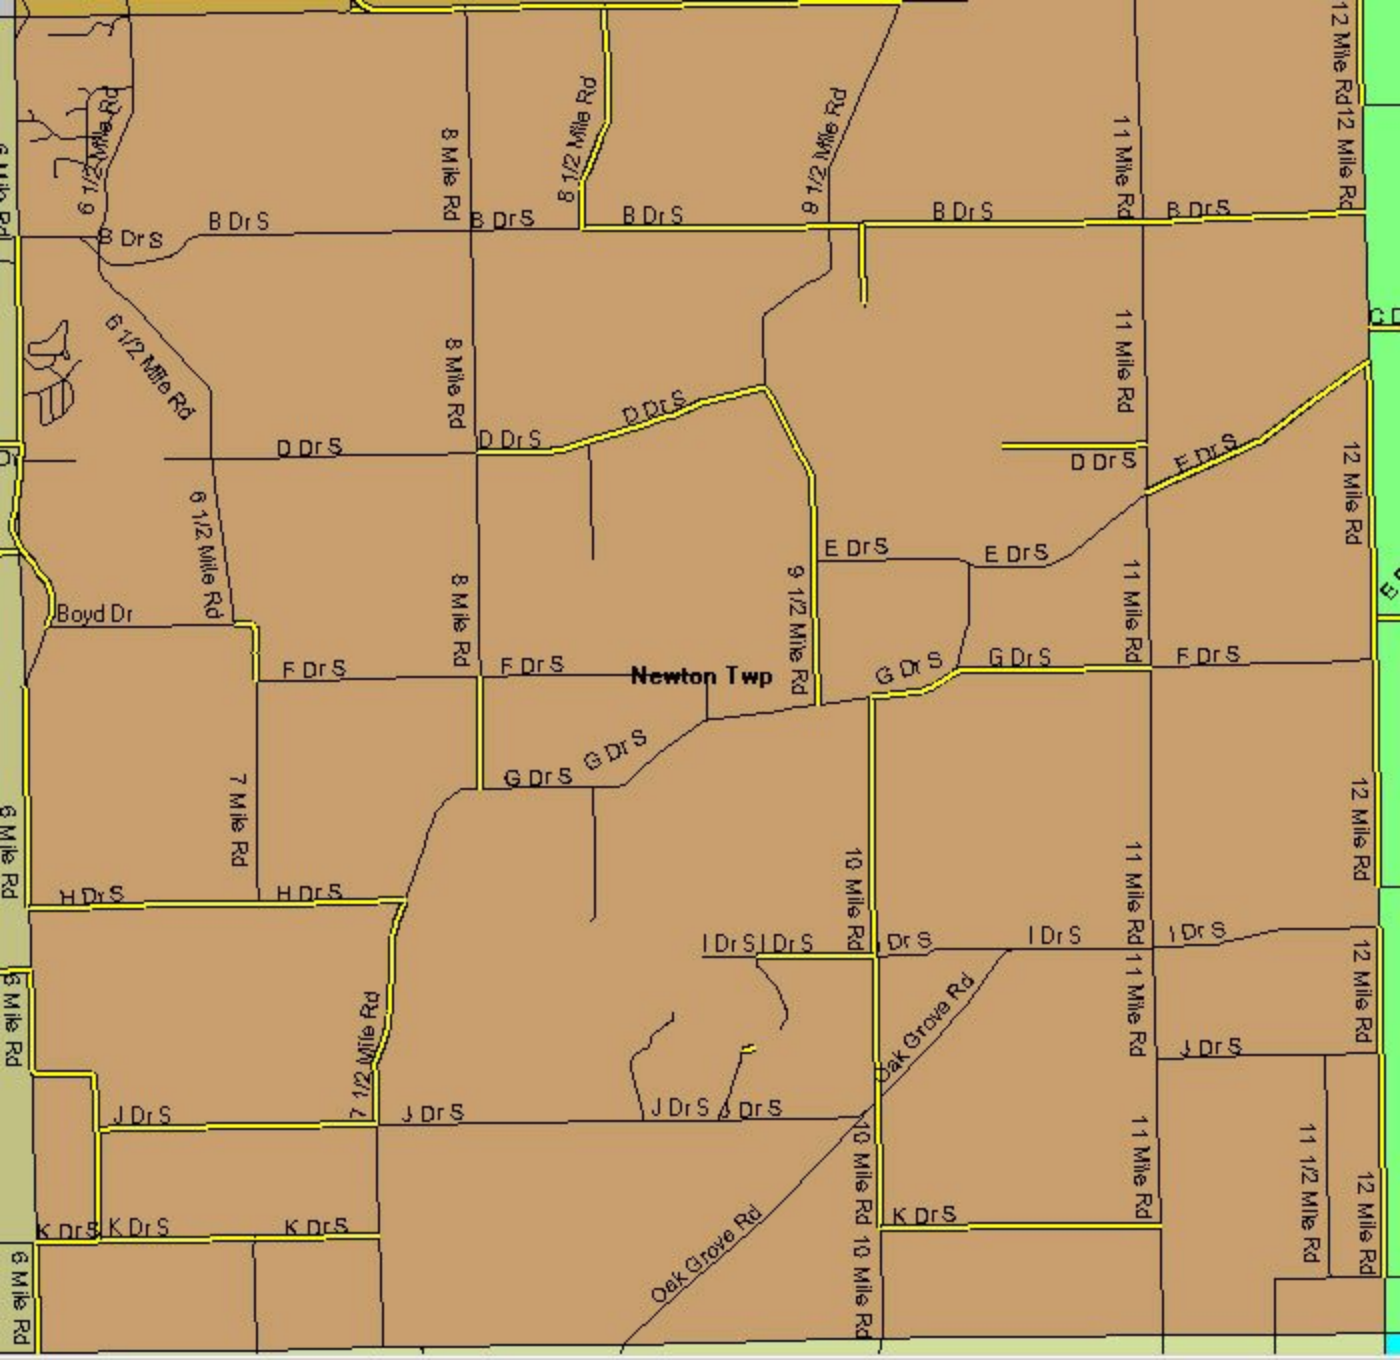 12 Mile Rd
12 Mile Rd
6 Mile Rd
6 1/2 Mile Rd
8 Mile Rd
8 1/2 Mile Rd
9 1/2 Mile Rd
11 Mile Rd
B Dr S
B Dr S
B Dr S
B Dr S
B Dr S
B Dr S
6 1/2 Mile Rd
8 Mile Rd
11 Mile Rd
C D
D Dr S
D Dr S
D Dr S
D Dr S
E Dr S
12 Mile Rd
6 1/2 Mile Rd
E Dr S
E Dr S
8 Mile Rd
9 1/2 Mile Rd
11 Mile Rd
Boyd Dr
F Dr S
F Dr S
Newton Twp
G Dr S
G Dr S
F Dr S
G Dr S
G Dr S
7 Mile Rd
6 Mile Rd
12 Mile Rd
H Dr S
H Dr S
10 Mile Rd
11 Mile Rd
I Dr S
I Dr S
I Dr S
I Dr S
I Dr S
12 Mile Rd
6 Mile Rd
7 1/2 Mile Rd
Oak Grove Rd
11 Mile Rd
J Dr S
J Dr S
J Dr S
J Dr S
J Dr S
10 Mile Rd
11 Mile Rd
11 1/2 Mile Rd
12 Mile Rd
K Dr S
K Dr S
K Dr S
K Dr S
Oak Grove Rd
6 Mile Rd
10 Mile Rd